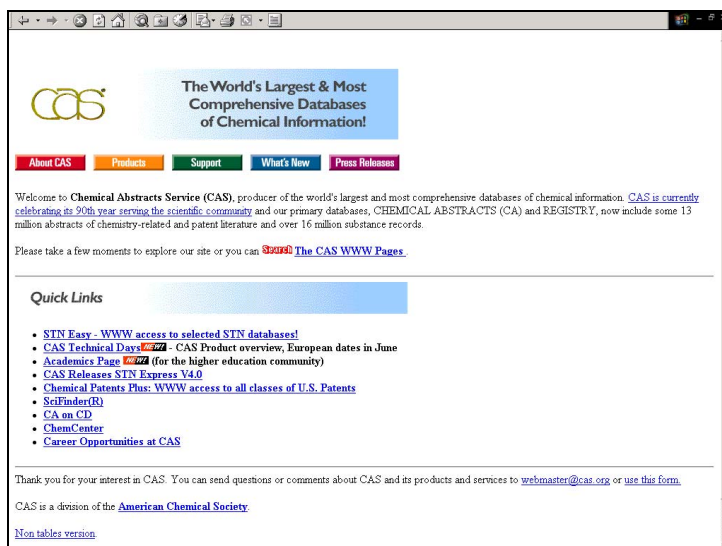 CAS
The World's Largest & Most
Comprehensive Databases
of Chemical Information!
About CAS Products Support What's New Press Releases
Welcome to Chemical Abstracts Service (CAS), producer of the world's largest and most comprehensive databases of chemical information. CAS is currently
celebrating its 90th year serving the scientific community and our primary databases, CHEMICAL ABSTRACTS (CA) and REGISTRY, now include some 13
million abstracts of chemistry-related and patent literature and over 16 million substance records.
Please take a few moments to explore our site or you can Search The CAS WWW Pages .
Quick Links
• STN Easy - WWW access to selected STN databases!
• CAS Technical Days NEW! - CAS Product overview, European dates in June
• Academics Page NEW! (for the higher education community)
• CAS Releases STN Express V4.0
• Chemical Patents Plus: WWW access to all classes of U.S. Patents
• SciFinder(R)
• CA on CD
• ChemCenter
• Career Opportunities at CAS
Thank you for your interest in CAS. You can send questions or comments about CAS and its products and services to webmaster@cas.org or use this form.
CAS is a division of the American Chemical Society.
Non tables version.